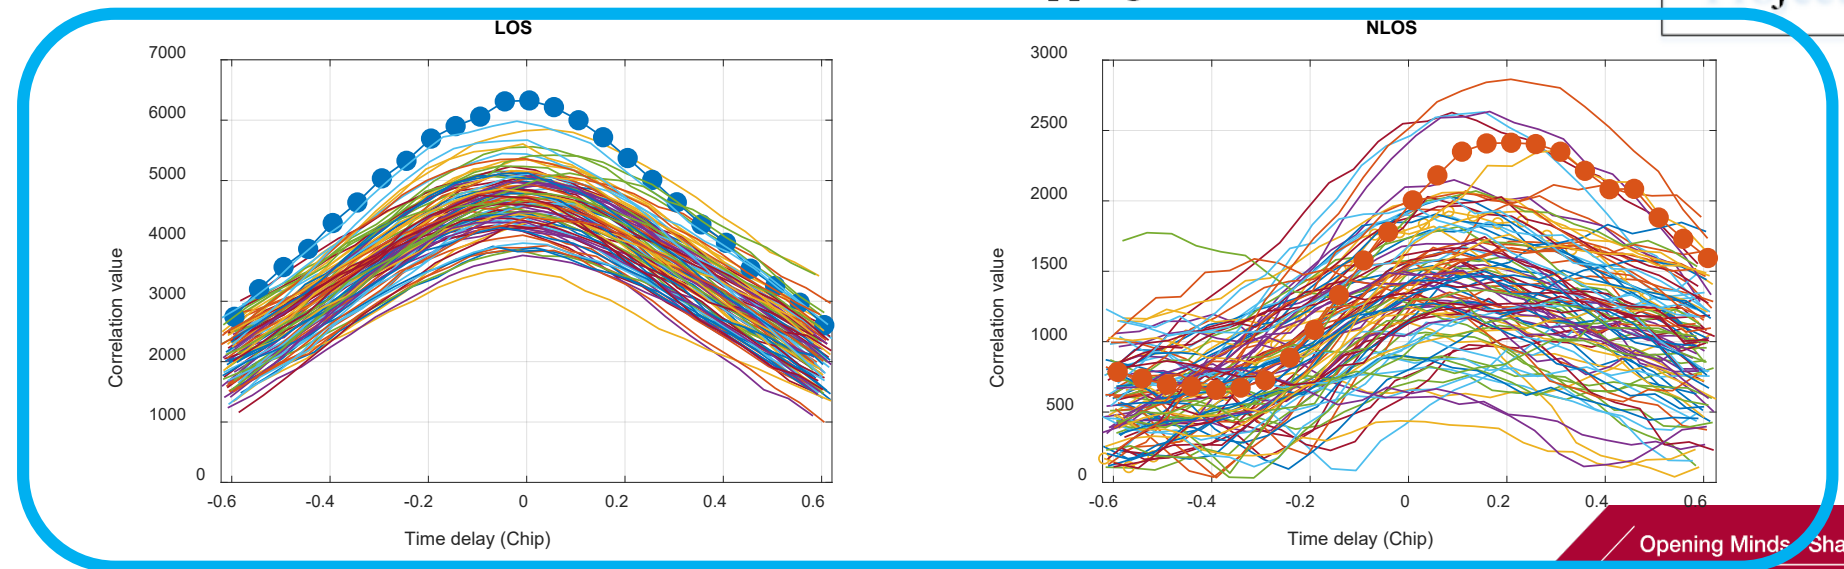 LOS
7000
6000
5000
4000
3000
2000
1000
0
-0.6 -0.4 -0.2 0 0.2 0.4 0.6
Correlation value
Time delay (Chip)
NLOS
3000
2500
2000
1500
1000
500
0
-0.6 -0.4 -0.2 0 0.2 0.4 0.6
Correlation value
Time delay (Chip)
Opening Minds